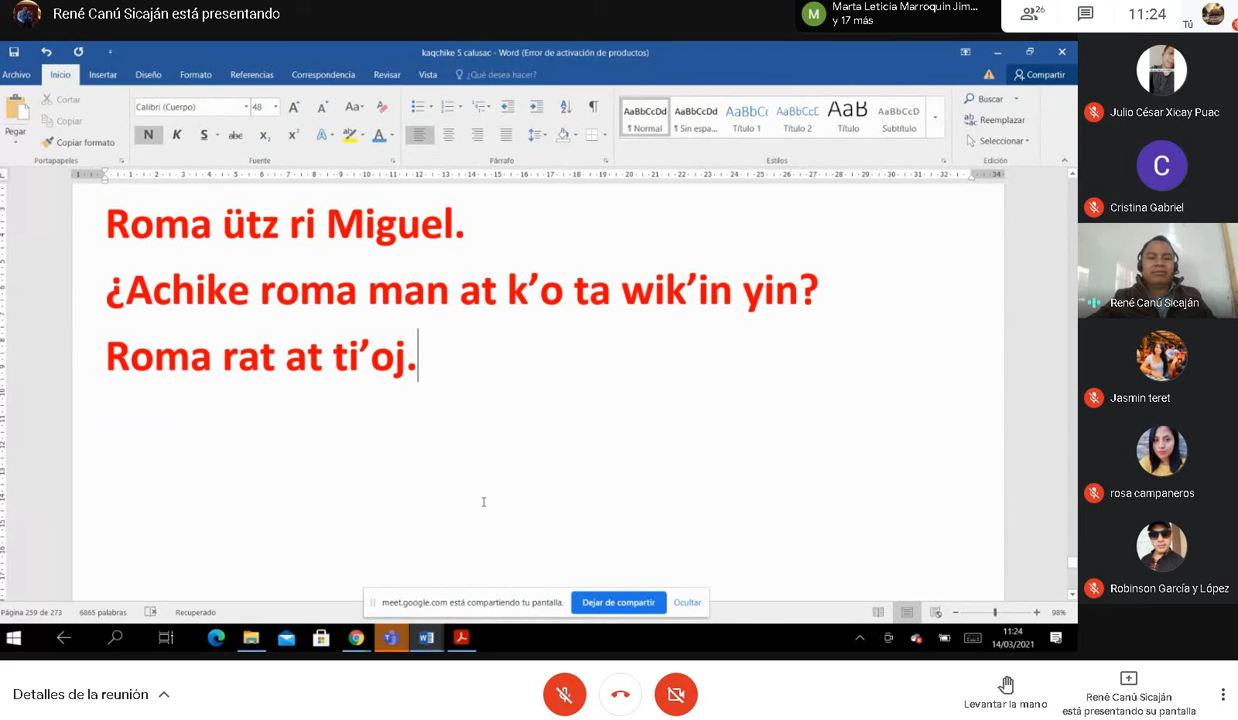 René Canú Sicaján está presentando
Marta Leticia Marroquin Jim...
y 17 más
26
11:24
Tú
kaqchike 5 calusac - Word (Error de activación de productos)
Archivo Inicio Insertar Diseño Formato Referencias Correspondencia Revisar Vista ¿Qué desea hacer? Compartir
Pegar
Cortar
Copiar
Copiar formato
Portapapeles
Calibri (Cuerpo) 48
Fuente
Párrafo
AaBbCcDd AaBbCcDd AaBbCc AaBbCcC AaB AaBbCcD
¶ Normal ¶ Sin espa... Título 1 Título 2 Título Subtítulo
Estilos
Buscar
Reemplazar
Seleccionar
Edición
Roma ütz ri Miguel.
¿Achike roma man at k’o ta wik’in yin?
Roma rat at ti’oj.
meet.google.com está compartiendo tu pantalla. Dejar de compartir Ocultar
Página 259 de 273 6865 palabras Recuperado 98%
11:24
14/03/2021
Julio César Xicay Puac
C
Cristina Gabriel
René Canú Sicaján
Jasmin teret
rosa campaneros
Robinson García y López
Detalles de la reunión
Levantar la mano
René Canú Sicaján
está presentando su pantalla